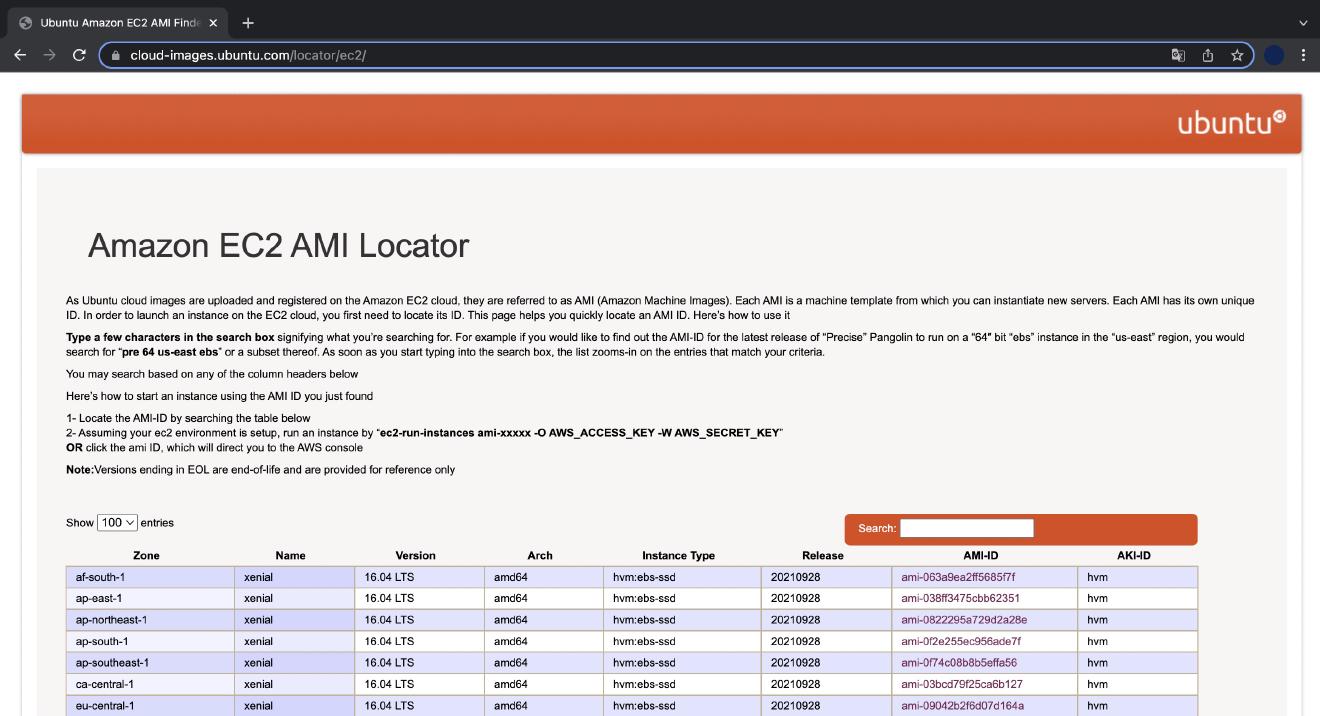 Ubuntu Amazon EC2 AMI Finde
cloud-images.ubuntu.com/locator/ec2/
ubuntu
Amazon EC2 AMI Locator
As Ubuntu cloud images are uploaded and registered on the Amazon EC2 cloud, they are referred to as AMI (Amazon Machine Images). Each AMI is a machine template from which you can instantiate new servers. Each AMI has its own unique
ID. In order to launch an instance on the EC2 cloud, you first need to locate its ID. This page helps you quickly locate an AMI ID. Here's how to use it
Type a few characters in the search box signifying what you're searching for. For example if you would like to find out the AMI-ID for the latest release of “Precise” Pangolin to run on a “64″ bit “ebs” instance in the “us-east” region, you would
search for “pre 64 us-east ebs” or a subset thereof. As soon as you start typing into the search box, the list zooms-in on the entries that match your criteria.
You may search based on any of the column headers below
Here's how to start an instance using the AMI ID you just found
1- Locate the AMI-ID by searching the table below
2- Assuming your ec2 environment is setup, run an instance by “ec2-run-instances ami-xxxxx -O AWS_ACCESS_KEY -W AWS_SECRET_KEY”
OR click the ami ID, which will direct you to the AWS console
Note:Versions ending in EOL are end-of-life and are provided for reference only
Show 100 entries Search:
Zone Name Version Arch Instance Type Release AMI-ID AKI-ID
af-south-1 xenial 16.04 LTS amd64 hvm:ebs-ssd 20210928 ami-063a9ea2ff5685f7f hvm
ap-east-1 xenial 16.04 LTS amd64 hvm:ebs-ssd 20210928 ami-038ff3475cbb62351 hvm
ap-northeast-1 xenial 16.04 LTS amd64 hvm:ebs-ssd 20210928 ami-0822295a729d2a28e hvm
ap-south-1 xenial 16.04 LTS amd64 hvm:ebs-ssd 20210928 ami-0f2e255ec956ade7f hvm
ap-southeast-1 xenial 16.04 LTS amd64 hvm:ebs-ssd 20210928 ami-0f74c08b8b5effa56 hvm
ca-central-1 xenial 16.04 LTS amd64 hvm:ebs-ssd 20210928 ami-03bcd79f25ca6b127 hvm
eu-central-1 xenial 16.04 LTS amd64 hvm:ebs-ssd 20210928 ami-09042b2f6d07d164a hvm